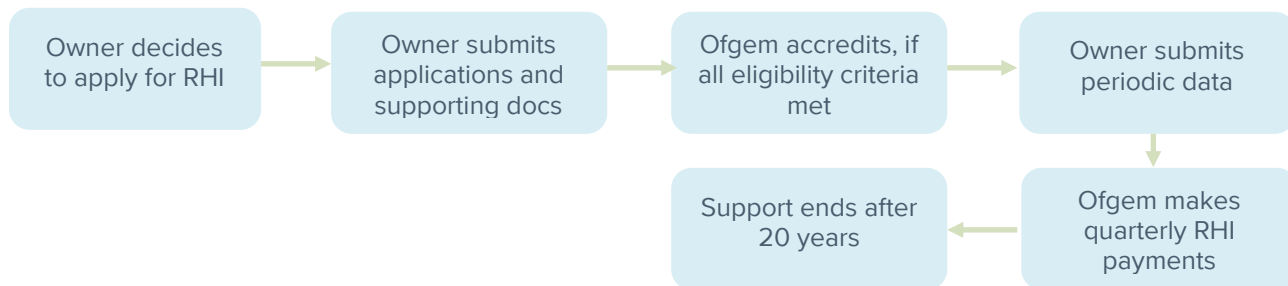 Owner decides
to apply for RHI
Owner submits
applications and
supporting docs
Ofgem accredits, if
all eligibility criteria
met
Owner submits
periodic data
Ofgem makes
quarterly RHI
payments
Support ends after
20 years